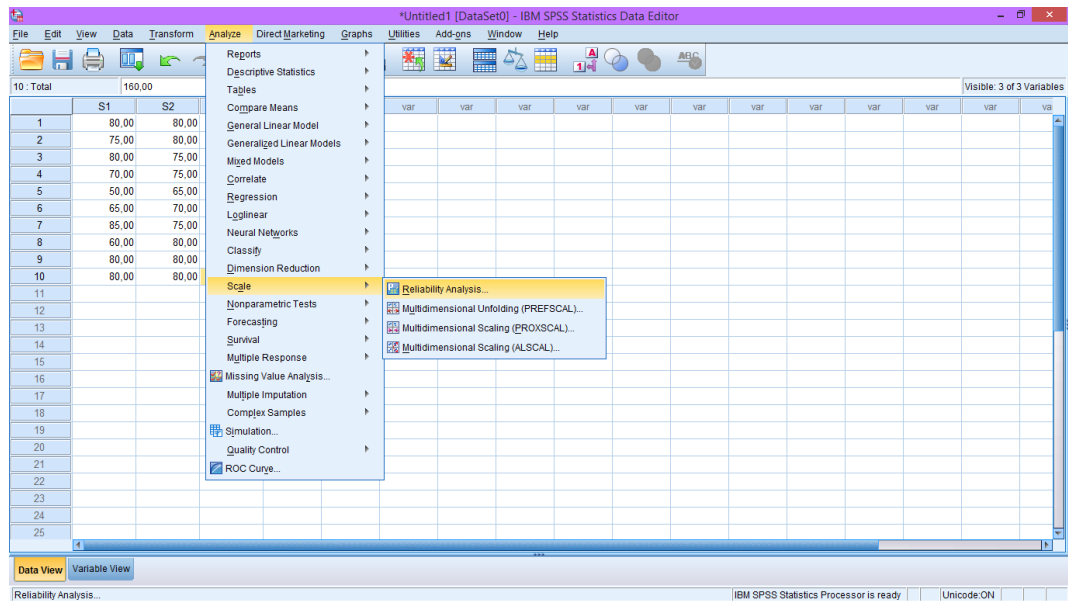 *Untitled1 [DataSet0] - IBM SPSS Statistics Data Editor
File Edit View Data Transform Analyze Direct Marketing Graphs Utilities Add-ons Window Help
10 : Total 160,00 Visible: 3 of 3 Variables
S1 S2 var var var var var var var var var var var va
1 80,00 80,00
2 75,00 80,00
3 80,00 75,00
4 70,00 75,00
5 50,00 65,00
6 65,00 70,00
7 85,00 75,00
8 60,00 80,00
9 80,00 80,00
10 80,00 80,00
11
12
13
14
15
16
17
18
19
20
21
22
23
24
25
Reports
Descriptive Statistics
Tables
Compare Means
General Linear Model
Generalized Linear Models
Mixed Models
Correlate
Regression
Loglinear
Neural Networks
Classify
Dimension Reduction
Scale
Nonparametric Tests
Forecasting
Survival
Multiple Response
Missing Value Analysis...
Multiple Imputation
Complex Samples
Simulation...
Quality Control
ROC Curve...
Reliability Analysis...
Multidimensional Unfolding (PREFSCAL)...
Multidimensional Scaling (PROXSCAL)...
Multidimensional Scaling (ALSCAL)...
Data View Variable View
Reliability Analysis... IBM SPSS Statistics Processor is ready Unicode:ON